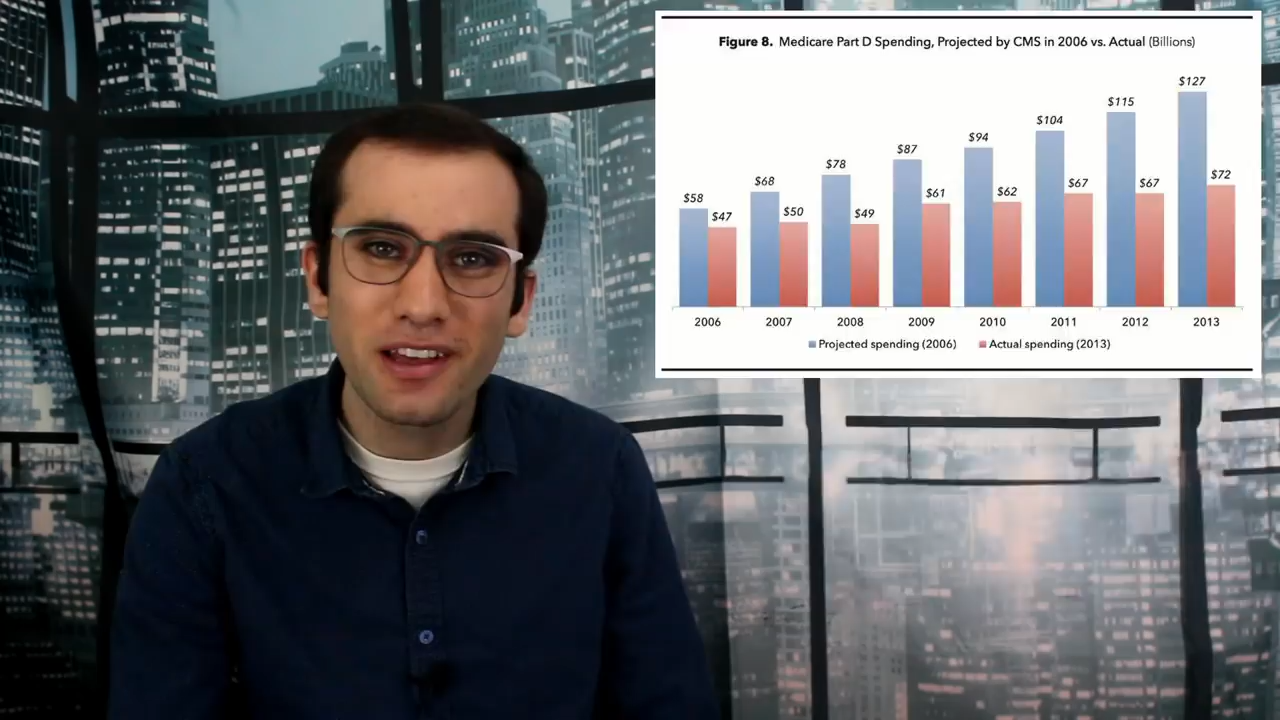 Figure 8. Medicare Part D Spending, Projected by CMS in 2006 vs. Actual (Billions)
$58 $47 $68 $50 $78 $49 $87 $61 $94 $62 $104 $67 $115 $67 $127 $72
2006 2007 2008 2009 2010 2011 2012 2013
Projected spending (2006) Actual spending (2013)